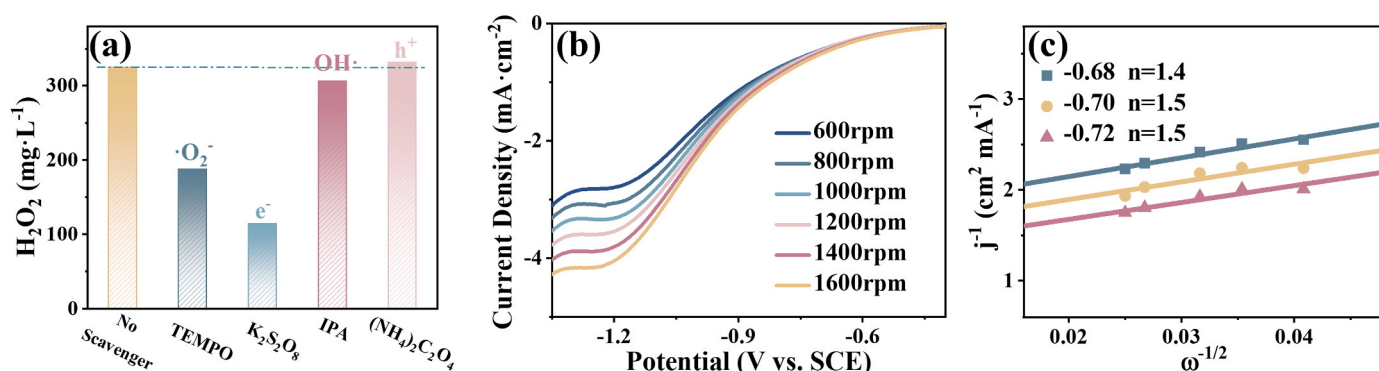 (a)
H₂O₂ (mg·L⁻¹)
300
200
100
0
·O₂⁻
e⁻
OH·
h⁺
No
Scavenger
TEMPO
K₂S₂O₈
IPA
(NH₄)₂C₂O₄
(b)
Current Density (mA·cm⁻²)
0
-2
-4
600rpm
800rpm
1000rpm
1200rpm
1400rpm
1600rpm
-1.2
-0.9
-0.6
Potential (V vs. SCE)
(c)
j⁻¹ (cm² mA⁻¹)
3
2
1
-0.68 n=1.4
-0.70 n=1.5
-0.72 n=1.5
0.02
0.03
0.04
ω⁻¹/²